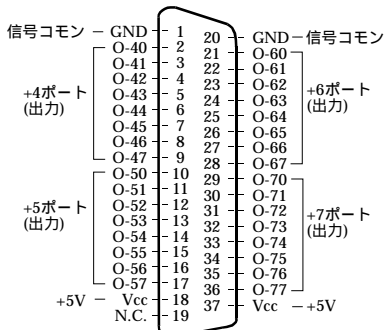 信号コモン GND 1
+4ポート
(出力)
O-40 2
O-41 3
O-42 4
O-43 5
O-44 6
O-45 7
O-46 8
O-47 9
+5ポート
(出力)
O-50 10
O-51 11
O-52 12
O-53 13
O-54 14
O-55 15
O-56 16
O-57 17
+5V Vcc 18
N.C. 19
20 GND 信号コモン
21 O-60
22 O-61
23 O-62
24 O-63
25 O-64
26 O-65
27 O-66
28 O-67
+6ポート
(出力)
29 O-70
30 O-71
31 O-72
32 O-73
33 O-74
34 O-75
35 O-76
36 O-77
+7ポート
(出力)
37 Vcc +5V